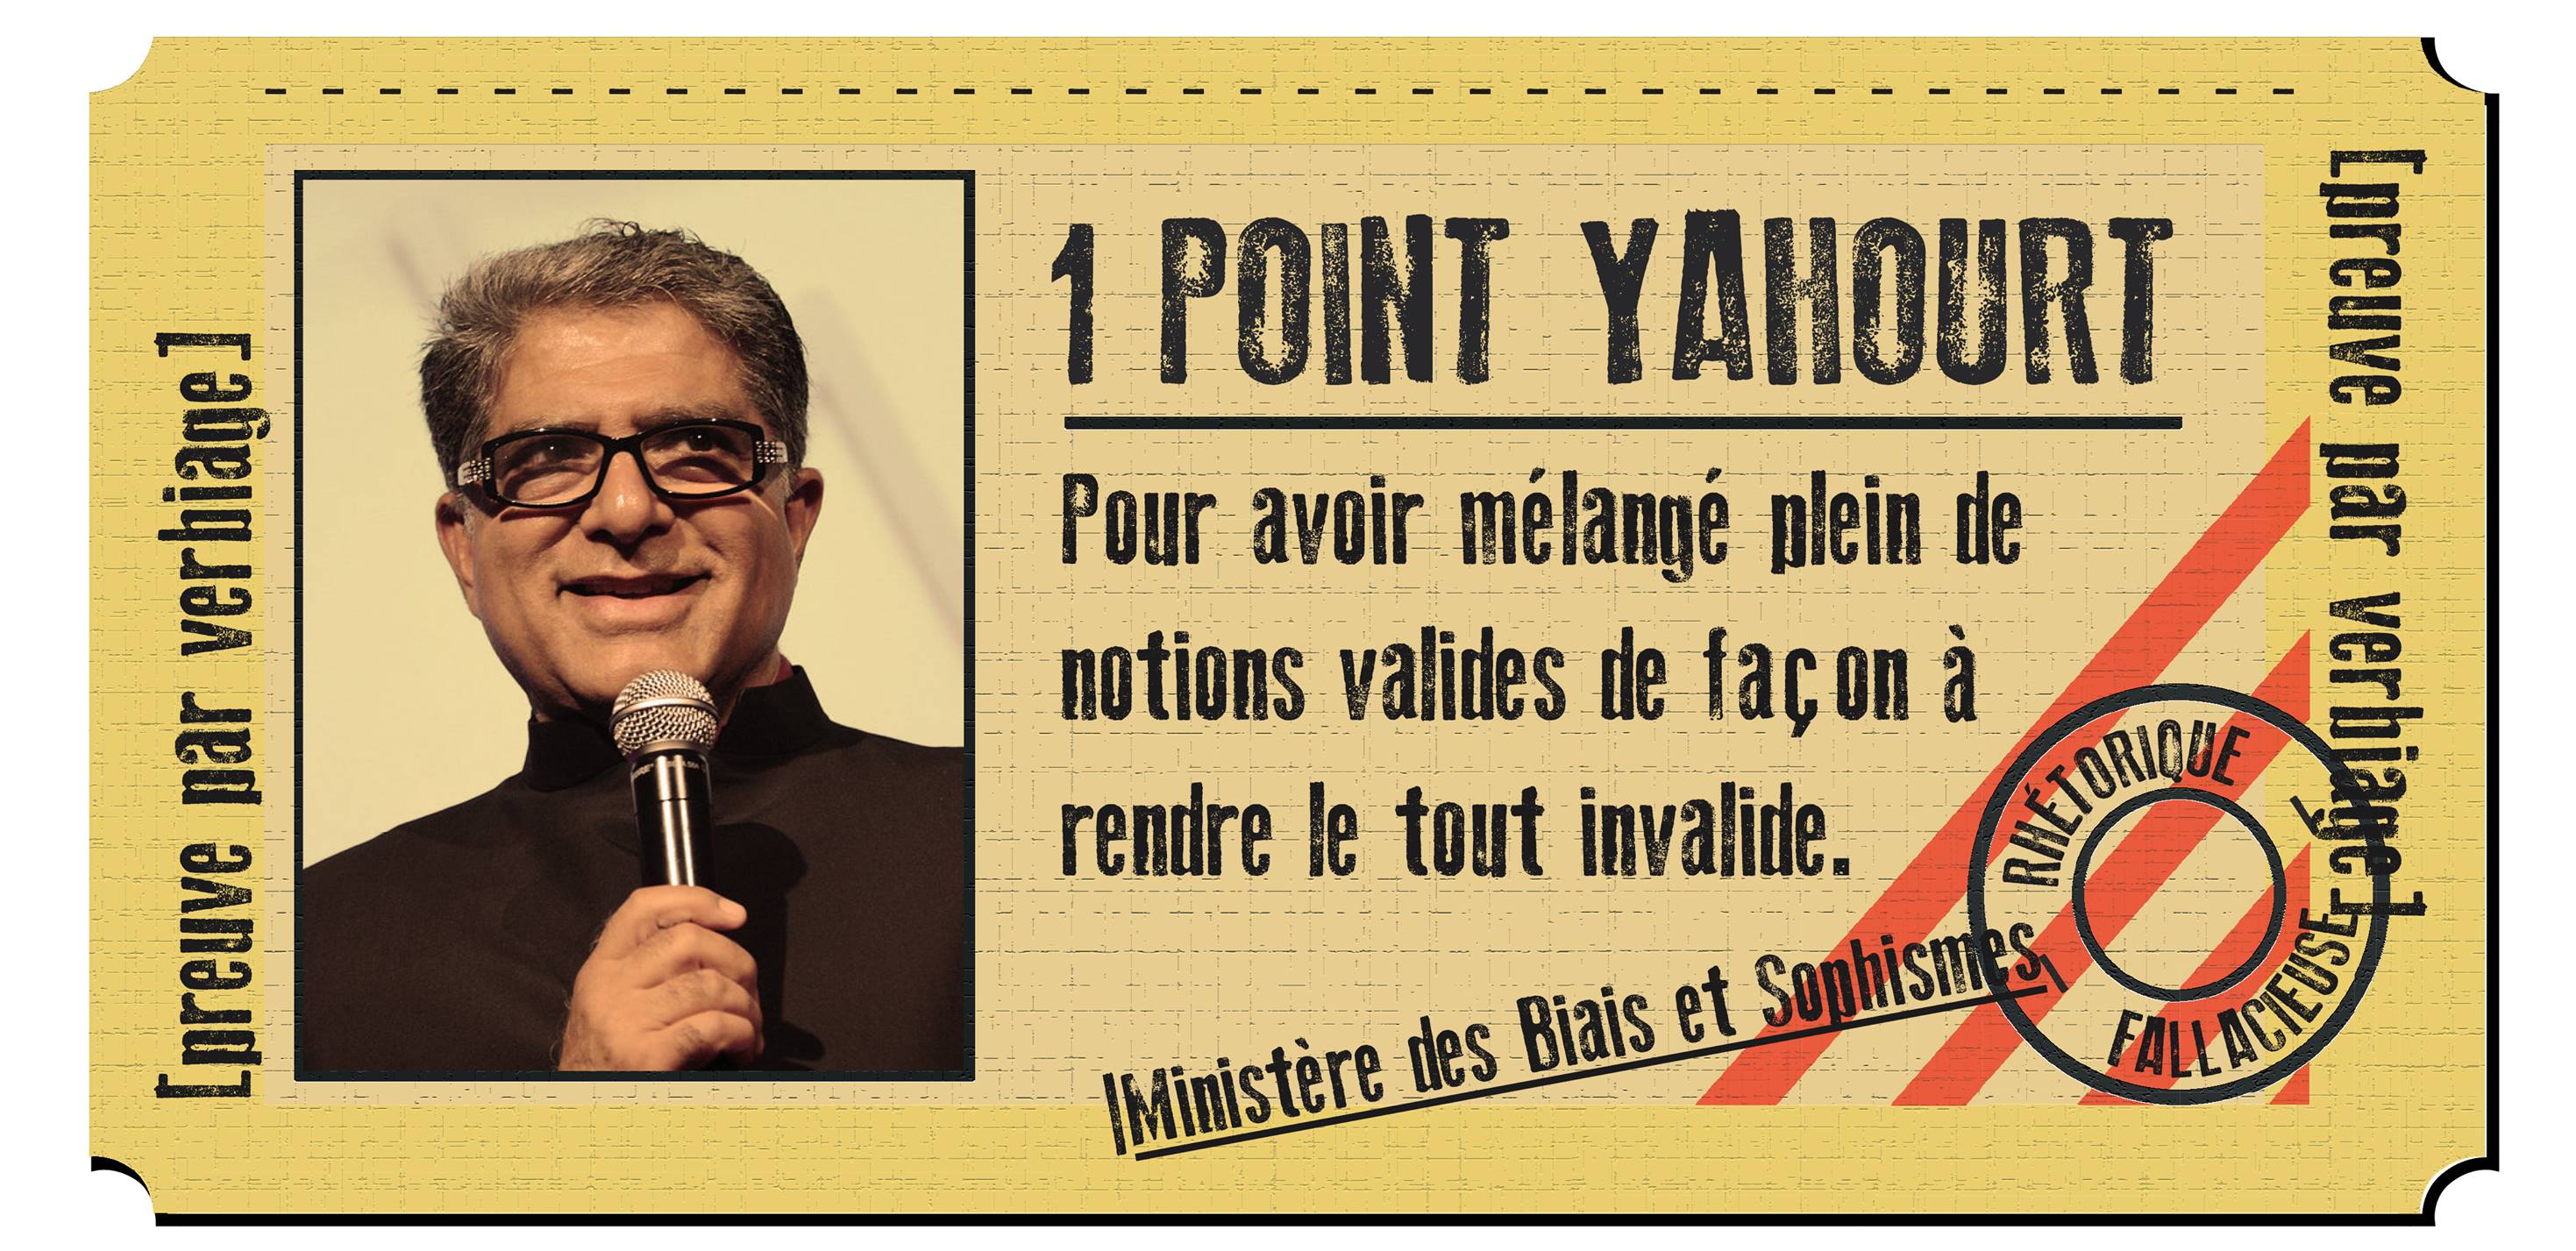 [preuve par verbiage]
1 POINT YAHOURT
Pour avoir mélangé plein de
notions valides de façon à
rendre le tout invalide.
|Ministère des Biais et Sophismes|
RHÉTORIQUE
FALLACIEUSE
[preuve par verbiage]